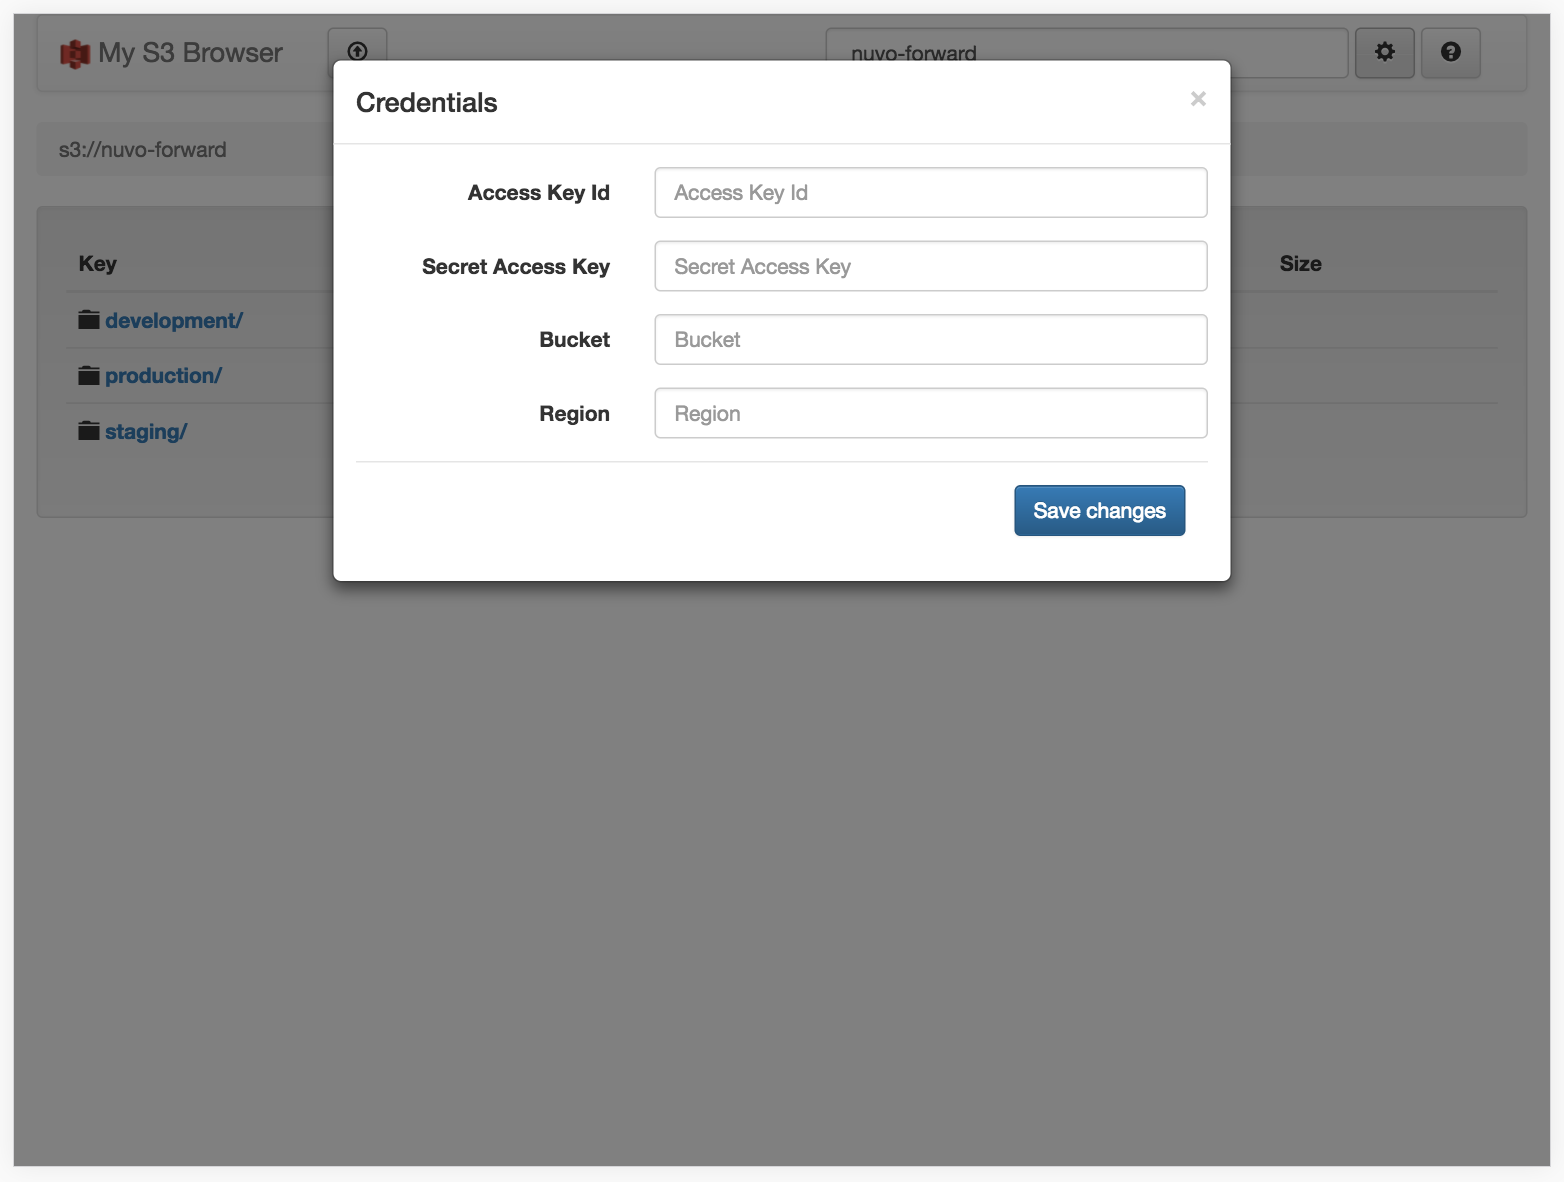 My S3 Browser
nuvo-forward
Credentials
×
s3://nuvo-forward
Access Key Id
Access Key Id
Secret Access Key
Secret Access Key
Bucket
Bucket
Region
Region
Save changes
Key
Size
development/
production/
staging/